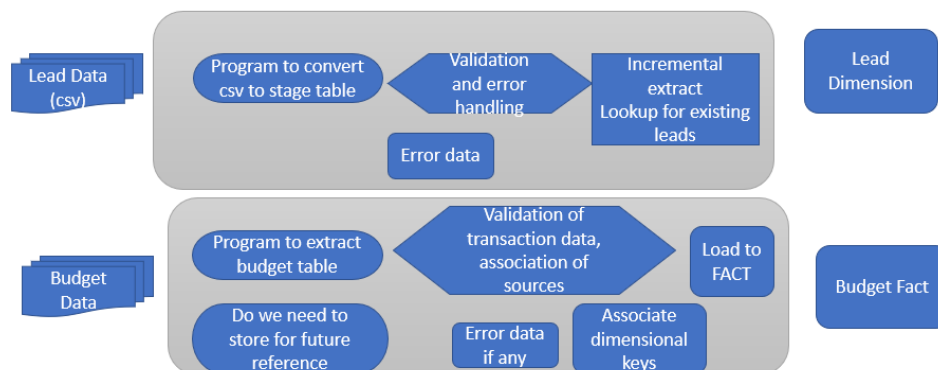 Lead Data
(csv)
Program to convert
csv to stage table
Validation
and error
handling
Incremental
extract
Lookup for existing
leads
Lead
Dimension
Error data
Budget
Data
Program to extract
budget table
Validation of
transaction data,
association of
sources
Load to
FACT
Budget Fact
Do we need to
store for future
reference
Error data
if any
Associate
dimensional
keys